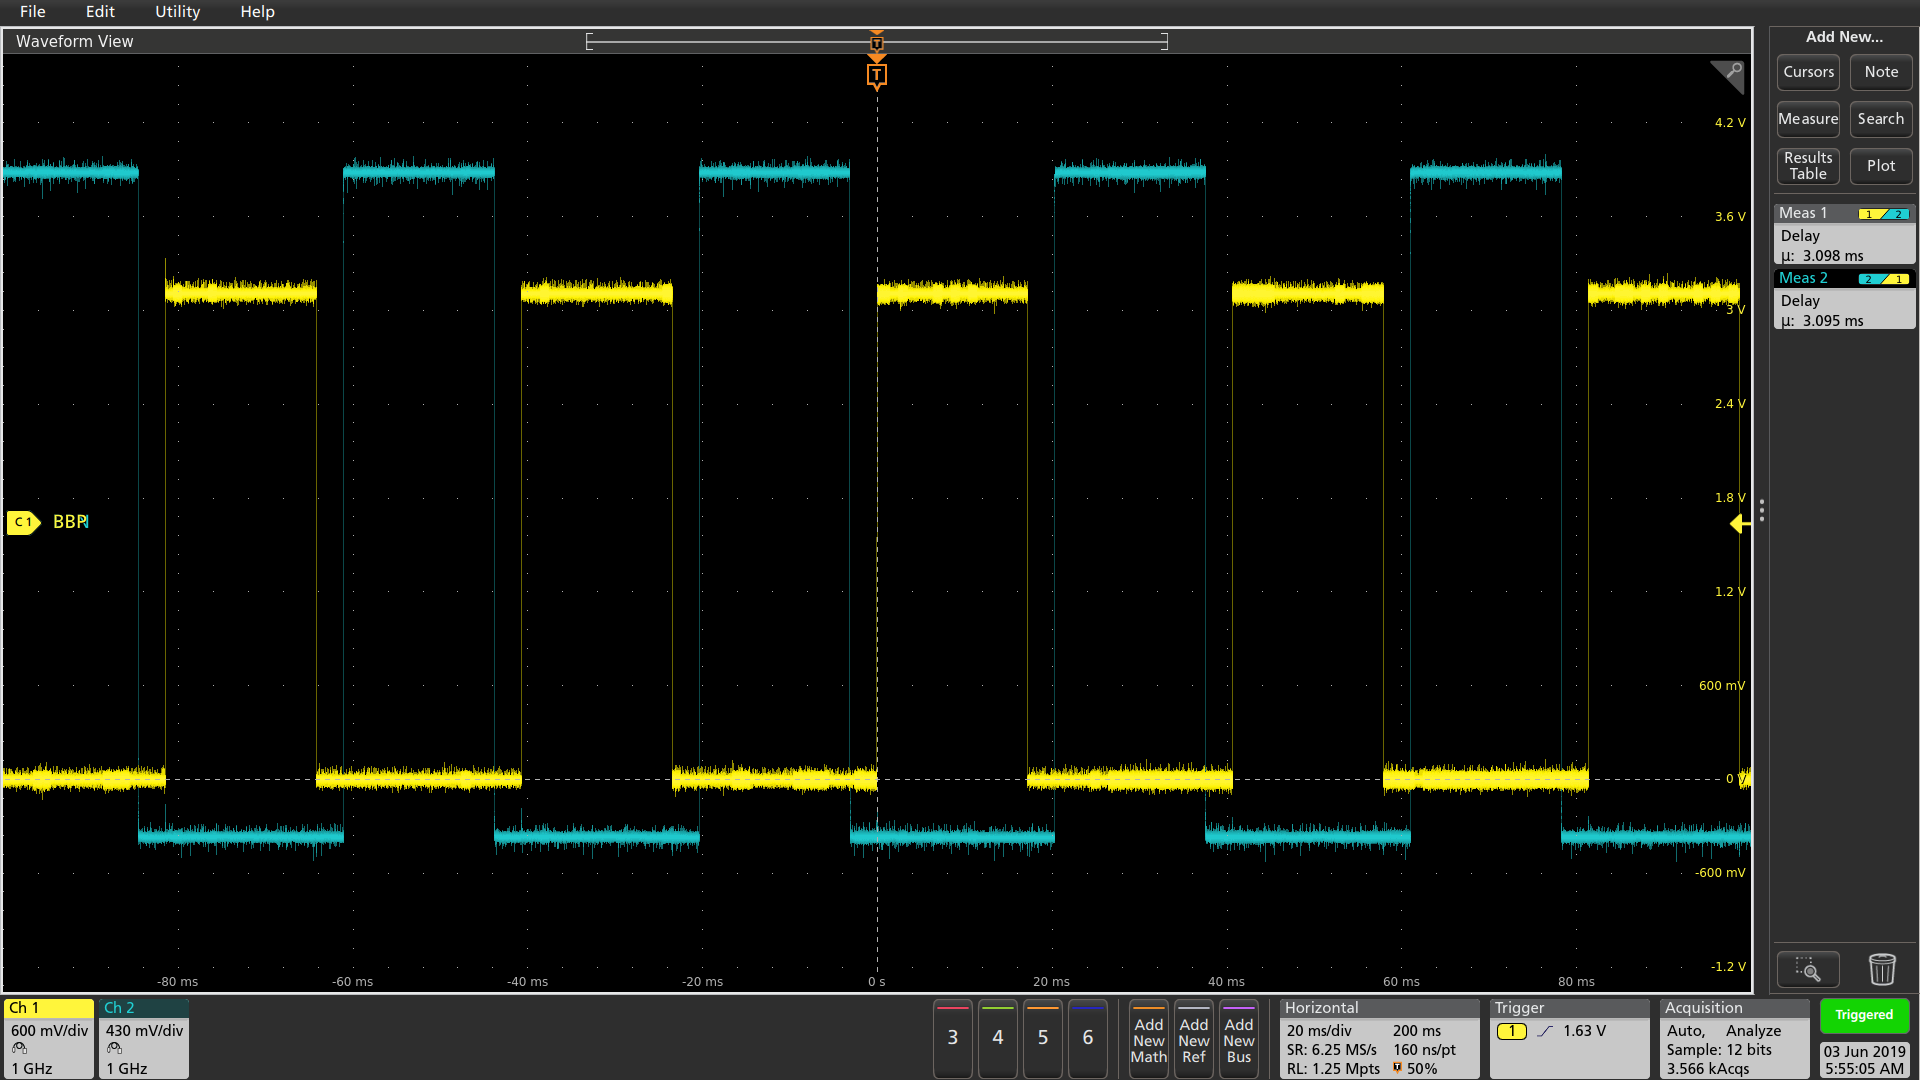 File Edit Utility Help
Waveform View
T
T
Add New...
Cursors Note
Measure Search
Results Table Plot
Meas 1 1 2
Delay
µ: 3.098 ms
Meas 2 2 1
Delay
µ: 3.095 ms
4.2 V
3.6 V
3 V
2.4 V
1.8 V
C 1
1.2 V
600 mV
0 V
-600 mV
-1.2 V
-80 ms -60 ms -40 ms -20 ms 0 s 20 ms 40 ms 60 ms 80 ms
Ch 1
600 mV/div
1 GHz
Ch 2
430 mV/div
1 GHz
3 4 5 6
Add New Math
Add New Ref
Add New Bus
Horizontal
20 ms/div 200 ms
SR: 6.25 MS/s 160 ns/pt
RL: 1.25 Mpts T 50%
Trigger
1 1.63 V
Acquisition
Auto, Analyze
Sample: 12 bits
3.566 kAcqs
Triggered
03 Jun 2019
5:55:05 AM